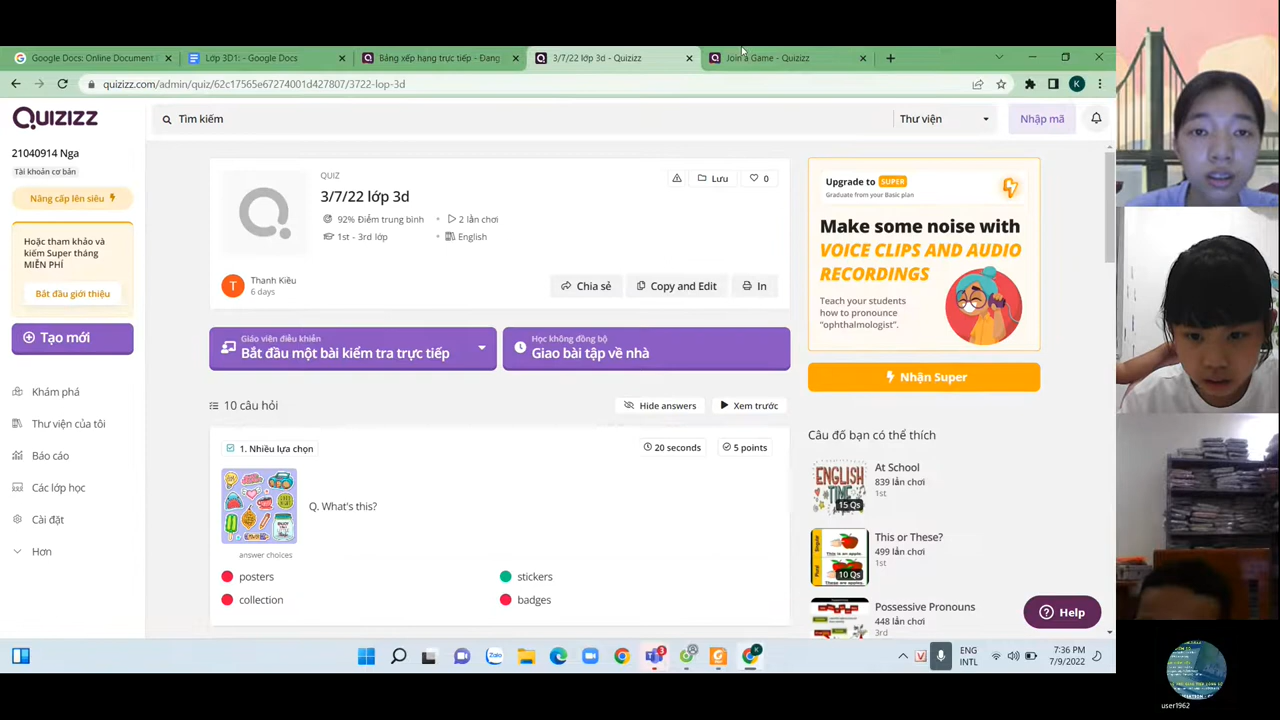 Google Docs: Online Document
Lớp 3D1: - Google Docs
Bảng xếp hạng trực tiếp - Đang
3/7/22 lớp 3d - Quizizz
Join a Game - Quizizz
quizizz.com/admin/quiz/62c17565e67274001d427807/3722-lop-3d
K
QUIZIZZ
Tìm kiếm
Thư viện
Nhập mã
21040914 Nga
Tài khoản cơ bản
Nâng cấp lên siêu
Hoặc tham khảo và
kiếm Super tháng
MIỄN PHÍ
Bắt đầu giới thiệu
Tạo mới
Khám phá
Thư viện của tôi
Báo cáo
Các lớp học
Cài đặt
Hơn
QUIZ
3/7/22 lớp 3d
Lưu
0
92% Điểm trung bình
2 lần chơi
1st - 3rd lớp
English
T
Thanh Kiều
6 days
Chia sẻ
Copy and Edit
In
Giáo viên điều khiển
Bắt đầu một bài kiểm tra trực tiếp
Học không đồng bộ
Giao bài tập về nhà
10 câu hỏi
Hide answers
Xem trước
1. Nhiều lựa chọn
20 seconds
5 points
Q. What's this?
answer choices
posters
stickers
collection
badges
Upgrade to SUPER
Graduate from your Basic plan
Make some noise with
VOICE CLIPS AND AUDIO
RECORDINGS
Teach your students
how to pronounce
"ophthalmologist".
Nhận Super
Câu đố bạn có thể thích
ENGLISH
TIME
15 Qs
At School
839 lần chơi
1st
10 Qs
This or These?
499 lần chơi
1st
Possessive Pronouns
448 lần chơi
3rd
Help
Zalo
3
K
V
ENG
INTL
7:36 PM
7/9/2022
user1962